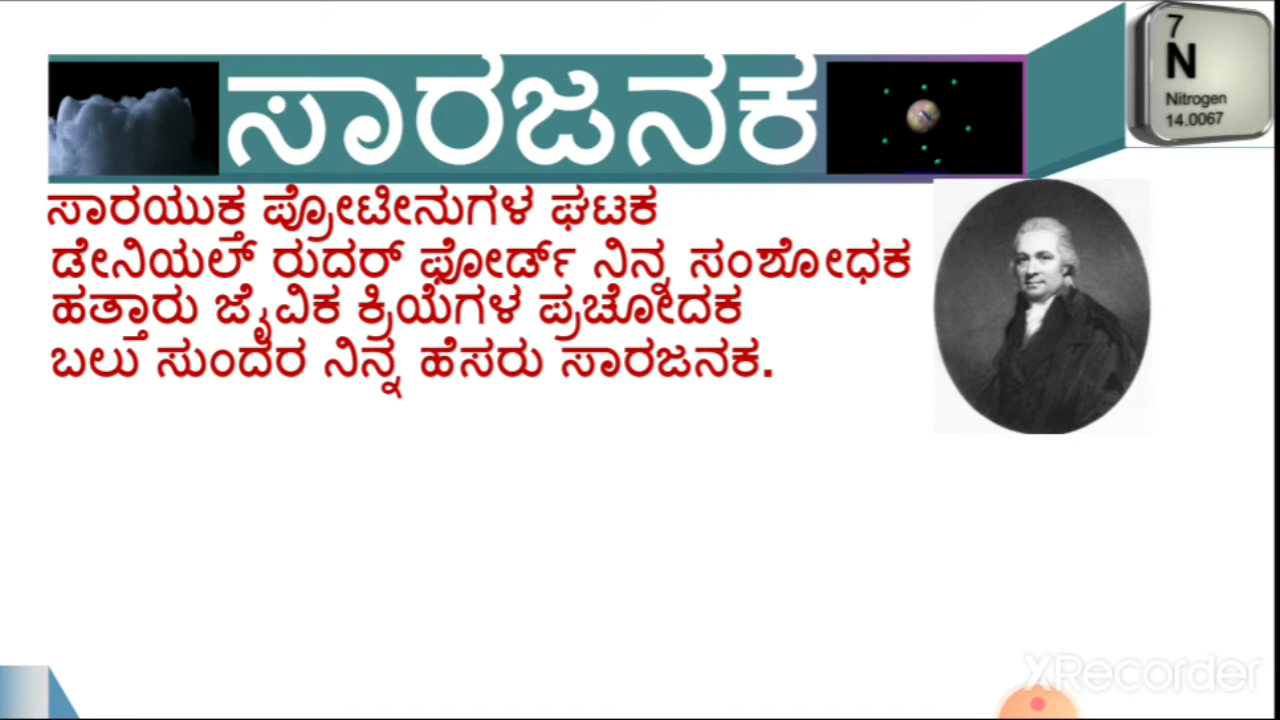 7
N
Nitrogen
14.0067
ಸಾರಜನಕ
ಸಾರಯುಕ್ತ ಪ್ರೋಟೀನುಗಳ ಘಟಕ
ಡೇನಿಯಲ್ ರುದರ್ ಫೋರ್ಡ್ ನಿನ್ನ ಸಂಶೋಧಕ
ಹತ್ತಾರು ಜೈವಿಕ ಕ್ರಿಯೆಗಳ ಪ್ರಚೋದಕ
ಬಲು ಸುಂದರ ನಿನ್ನ ಹೆಸರು ಸಾರಜನಕ.
XRecorder